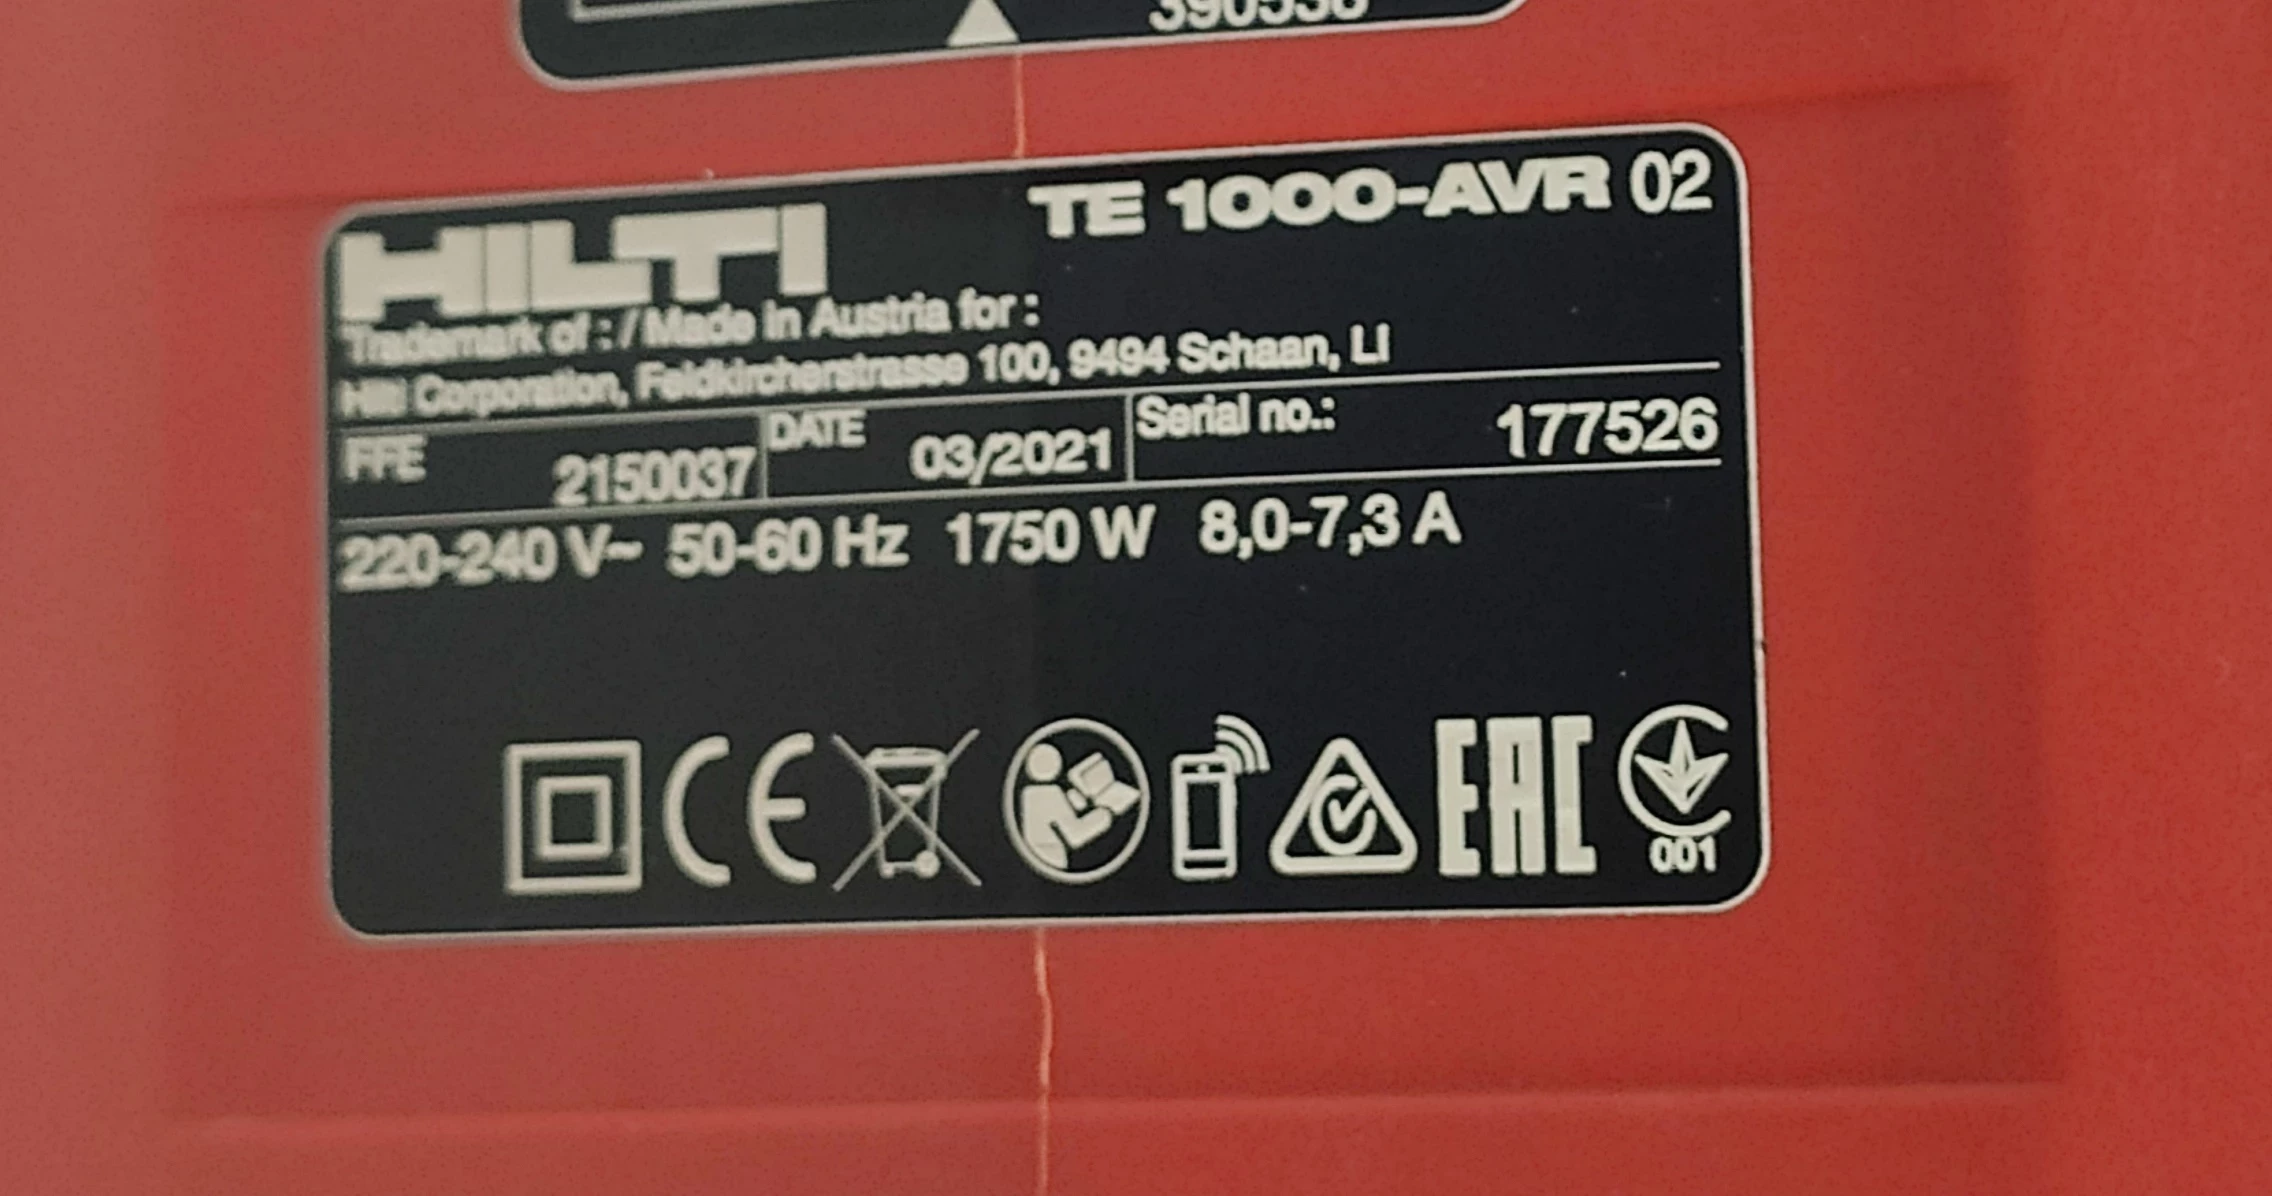 390538
HILTI TE 1000-AVR 02
Trademark of : / Made in Austria for :
Hilti Corporation, Feldkircherstrasse 100, 9494 Schaan, LI
FFE 2150037 DATE 03/2021 Serial no.: 177526
220-240 V~ 50-60 Hz 1750 W 8,0-7,3 A
CE EAC
001